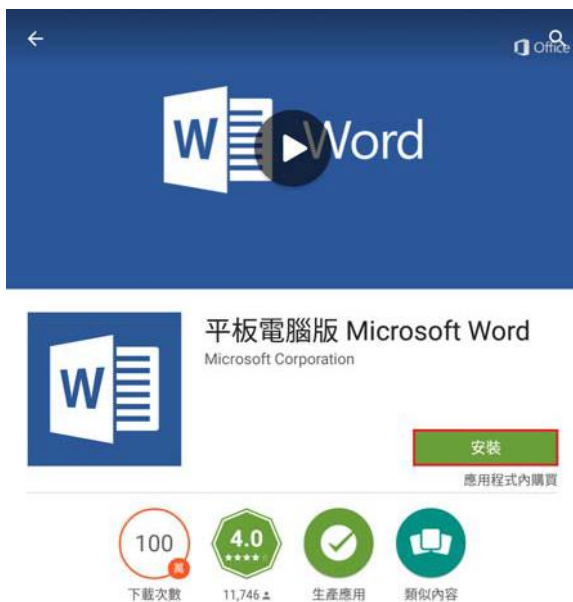 Office
W Word
平板電腦版 Microsoft Word
Microsoft Corporation
W
安裝
應用程式內購買
100
萬
4.0
下載次數
11,746
生產應用
類似內容